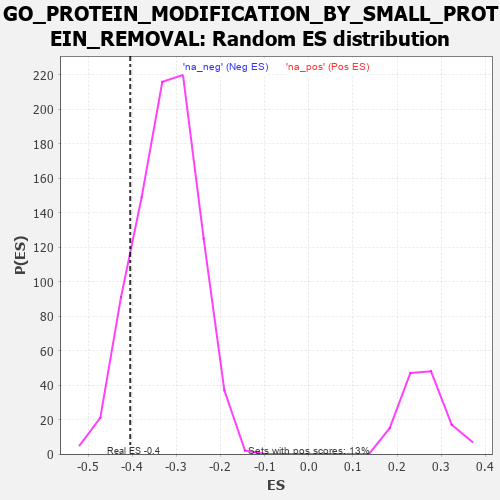 GO_PROTEIN_MODIFICATION_BY_SMALL_PROT
EIN_REMOVAL: Random ES distribution
'na_neg' (Neg ES) 'na_pos' (Pos ES)
220
200
180
160
140
120
100
80
60
40
20
0
P(ES)
Real ES -0.4
Sets with pos scores: 13%
-0.5 -0.4 -0.3 -0.2 -0.1 0.0 0.1 0.2 0.3 0.4
ES